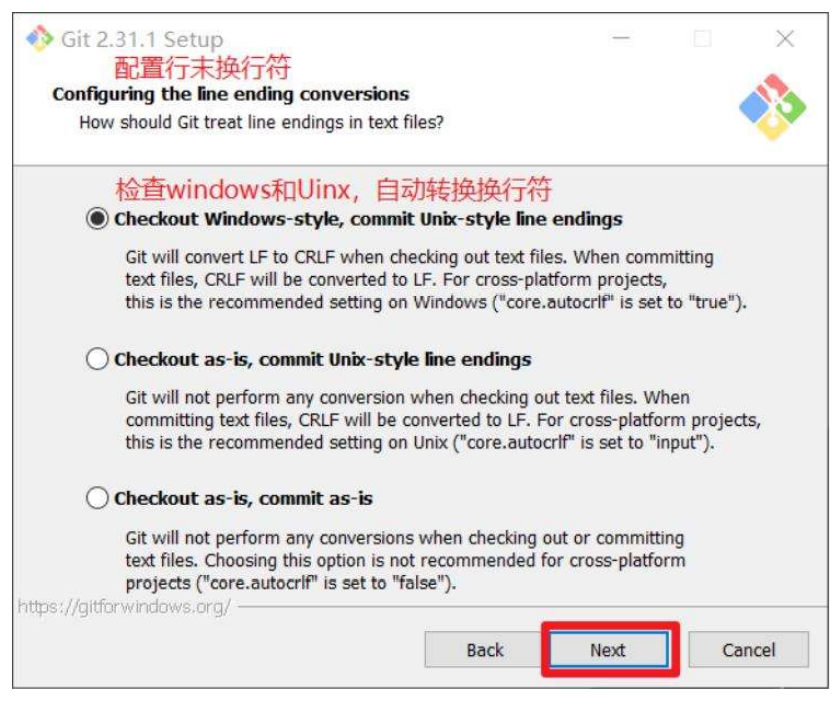 Git 2.31.1 Setup
配置行末换行符
Configuring the line ending conversions
How should Git treat line endings in text files?
检查windows和Uinx，自动转换换行符
Checkout Windows-style, commit Unix-style line endings
Git will convert LF to CRLF when checking out text files. When committing
text files, CRLF will be converted to LF. For cross-platform projects,
this is the recommended setting on Windows ("core.autocrlf" is set to "true").
Checkout as-is, commit Unix-style line endings
Git will not perform any conversion when checking out text files. When
committing text files, CRLF will be converted to LF. For cross-platform projects,
this is the recommended setting on Unix ("core.autocrlf" is set to "input").
Checkout as-is, commit as-is
Git will not perform any conversions when checking out or committing
text files. Choosing this option is not recommended for cross-platform
projects ("core.autocrlf" is set to "false").
https://gitforwindows.org/
Back Next Cancel